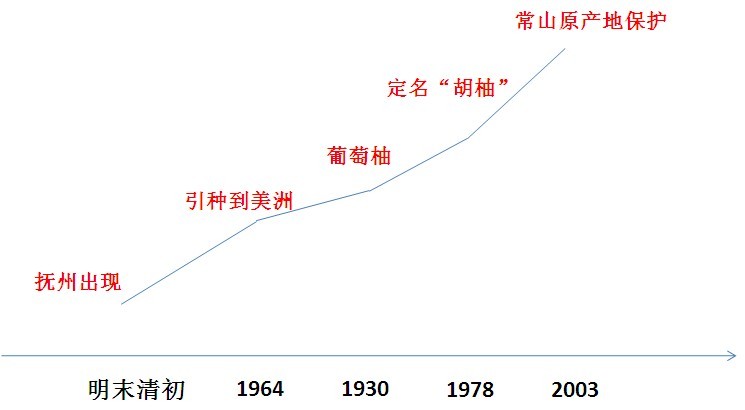 常山原产地保护
定名“胡柚”
葡萄柚
引种到美洲
抚州出现
明末清初 1964 1930 1978 2003